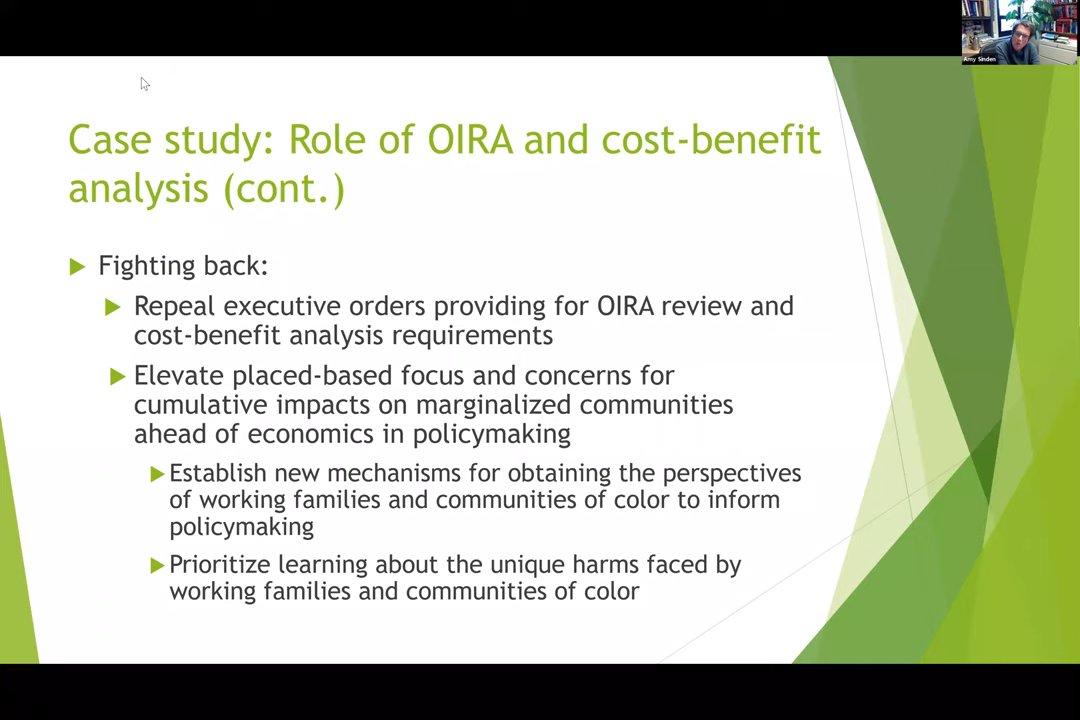 Amy Sinden
Case study: Role of OIRA and cost-benefit
analysis (cont.)
Fighting back:
Repeal executive orders providing for OIRA review and
cost-benefit analysis requirements
Elevate placed-based focus and concerns for
cumulative impacts on marginalized communities
ahead of economics in policymaking
Establish new mechanisms for obtaining the perspectives
of working families and communities of color to inform
policymaking
Prioritize learning about the unique harms faced by
working families and communities of color